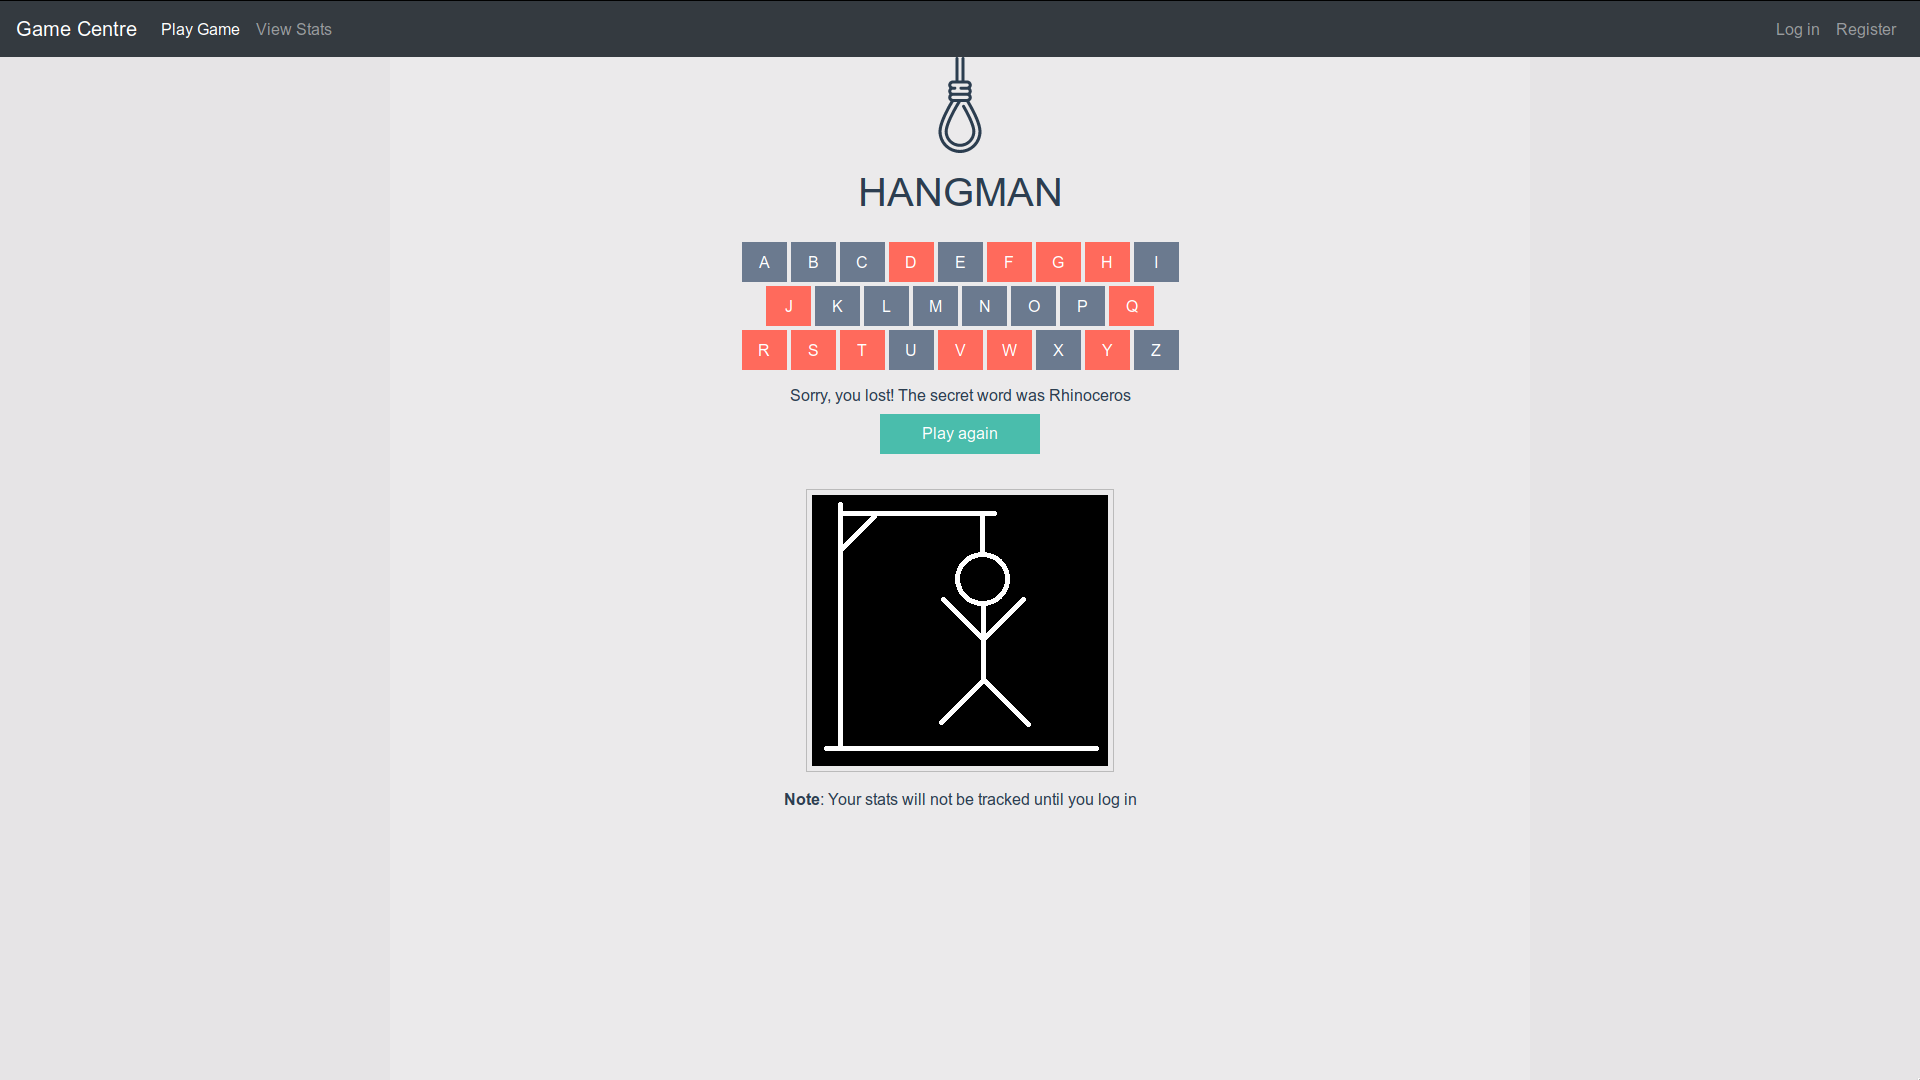 Game Centre Play Game View Stats Log in Register
HANGMAN
A B C D E F G H I
J K L M N O P Q
R S T U V W X Y Z
Sorry, you lost! The secret word was Rhinoceros
Play again
Note: Your stats will not be tracked until you log in